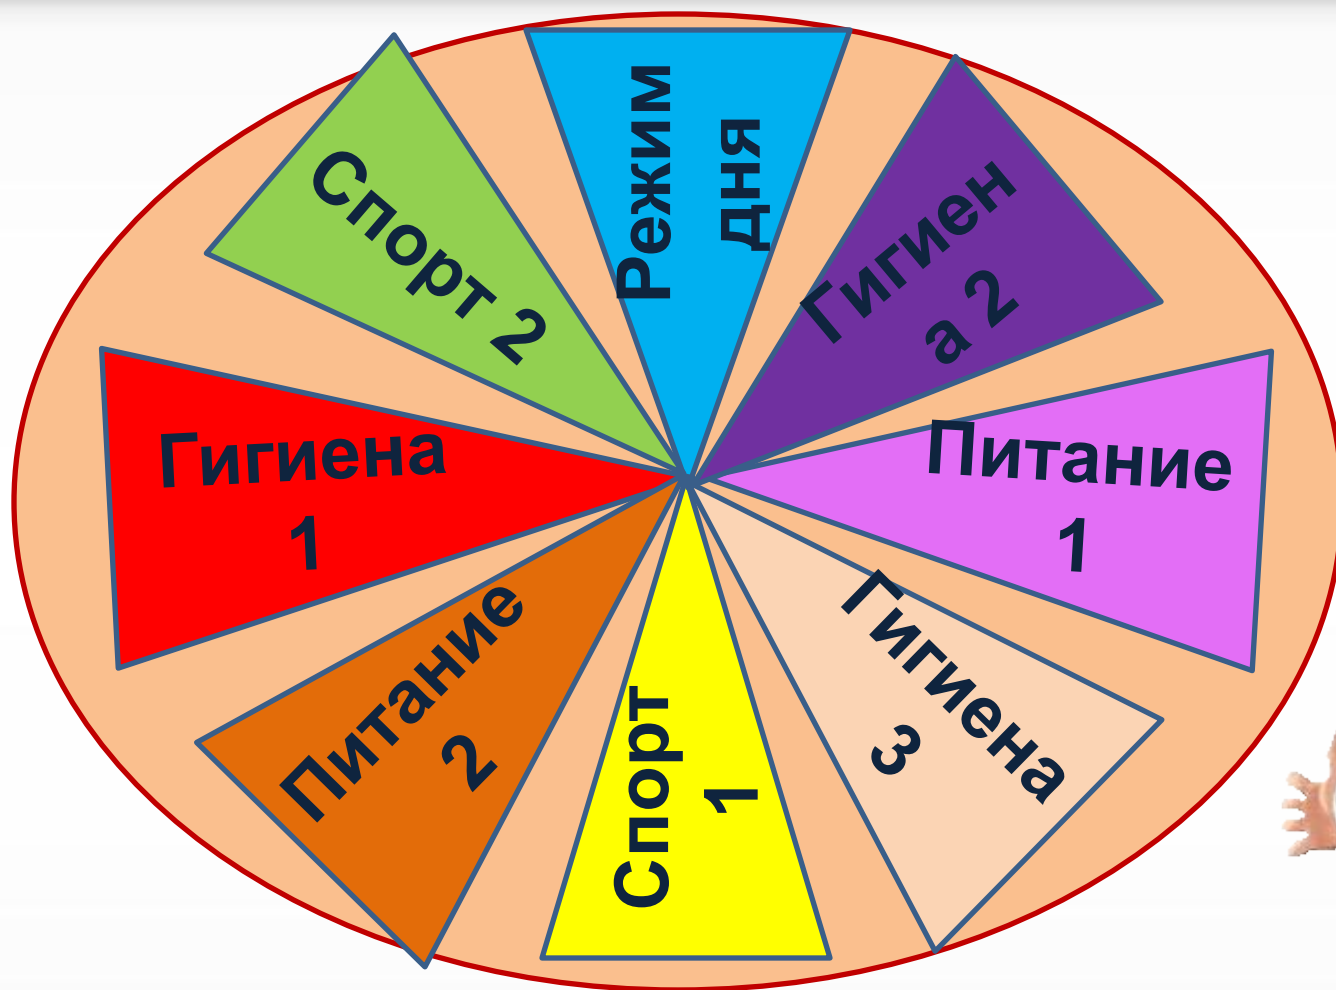 Режим
дня
Гигиен
а 2
Питание
1
Гигиена
3
Спорт
1
Питание
2
Гигиена
1
Спорт 2